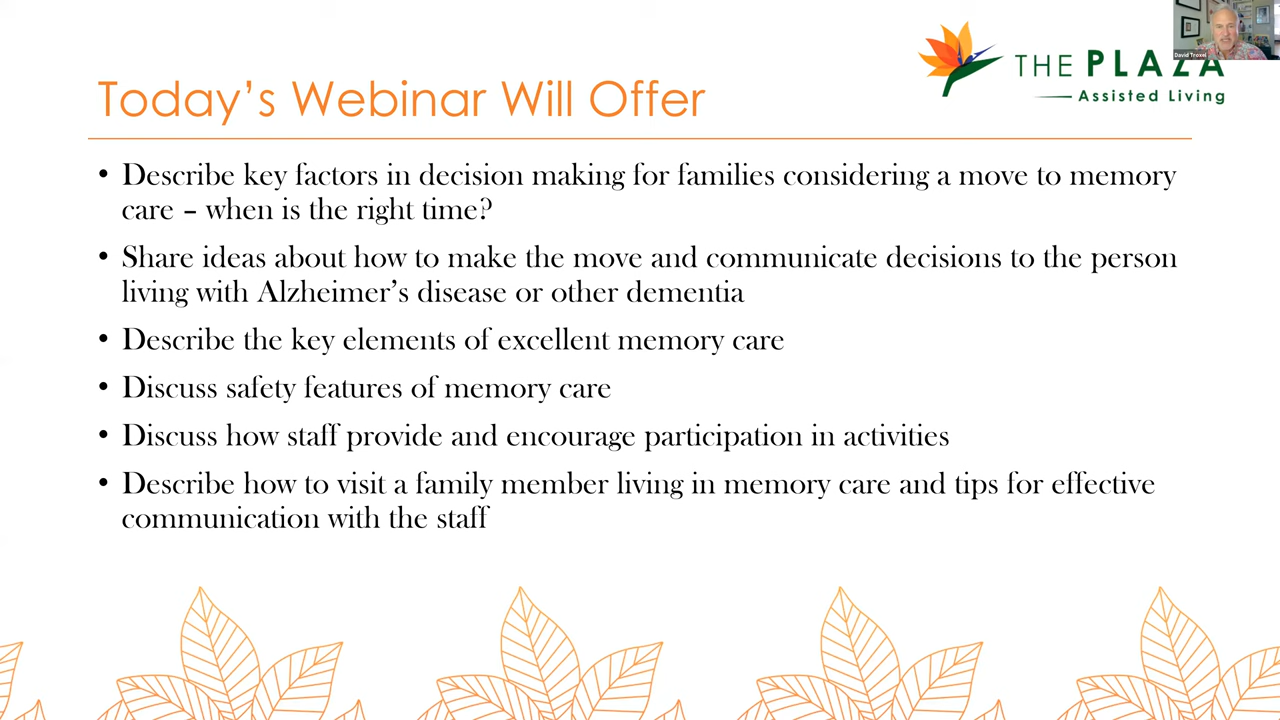 David Troxel
THE PLAZA
Assisted Living
Today's Webinar Will Offer
• Describe key factors in decision making for families considering a move to memory
care – when is the right time?
• Share ideas about how to make the move and communicate decisions to the person
living with Alzheimer's disease or other dementia
• Describe the key elements of excellent memory care
• Discuss safety features of memory care
• Discuss how staff provide and encourage participation in activities
• Describe how to visit a family member living in memory care and tips for effective
communication with the staff